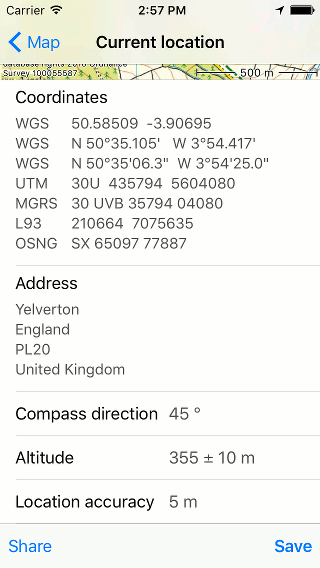 Carrier 2:57 PM
Map Current location
database rights 2016 Ordnance
Survey 100055587
500 m
Coordinates
WGS 50.58509 -3.90695
WGS N 50°35.105' W 3°54.417'
WGS N 50°35'06.3" W 3°54'25.0"
UTM 30U 435794 5604080
MGRS 30 UVB 35794 04080
L93 210664 7075635
OSNG SX 65097 77887
Address
Yelverton
England
PL20
United Kingdom
Compass direction 45 °
Altitude 355 ± 10 m
Location accuracy 5 m
Share Save